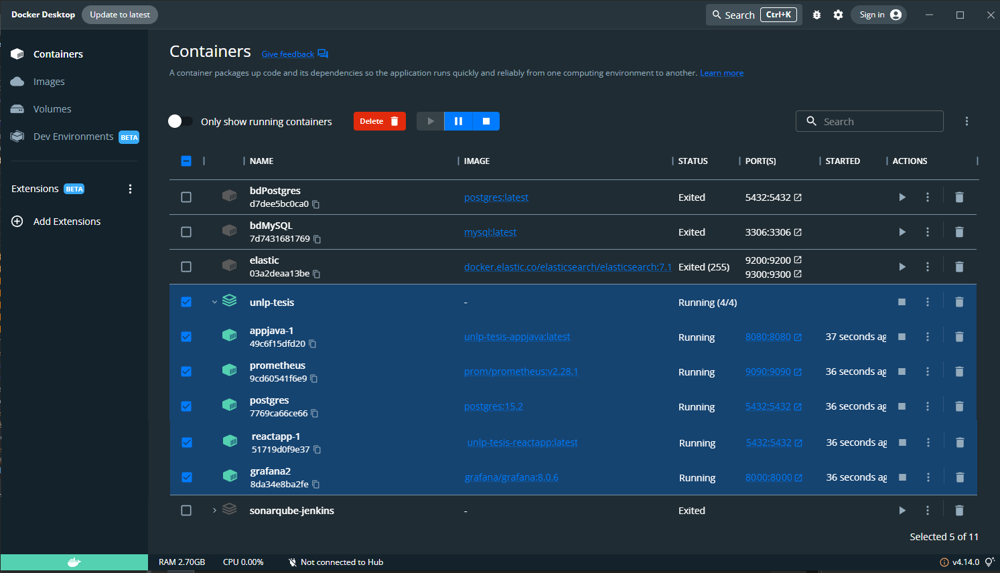 Docker Desktop Update to latest Search Ctrl+K Sign in
Containers
Images
Volumes
Dev Environments BETA
Extensions BETA
Add Extensions
Containers Give feedback
A container packages up code and its dependencies so the application runs quickly and reliably from one computing environment to another. Learn more
Only show running containers Delete Search
NAME IMAGE STATUS PORT(S) STARTED ACTIONS
bdPostgres
d7dee5bc0ca0 postgres:latest Exited 5432:5432
bdMySQL
7d7431681769 mysql:latest Exited 3306:3306
elastic
03a2deaa13be docker.elastic.co/elasticsearch/elasticsearch:7.1 Exited (255) 9200:9200
9300:9300
unlp-tesis - Running (4/4)
appjava-1
49c6f15dfd20 unlp-tesis-appjava:latest Running 8080:8080 37 seconds ag
prometheus
9cd60541f6e9 prom/prometheus:v2.28.1 Running 9090:9090 36 seconds ag
postgres
7769ca66ce66 postgres:15.2 Running 5432:5432 36 seconds ag
reactapp-1
51719d0f9e37 unlp-tesis-reactapp:latest Running 5432:5432 36 seconds ag
grafana2
8da34e8ba2fe grafana/grafana:8.0.6 Running 8000:8000 36 seconds ag
sonarqube-jenkins - Exited
Selected 5 of 11
RAM 2.70GB CPU 0.00% Not connected to Hub v4.14.0